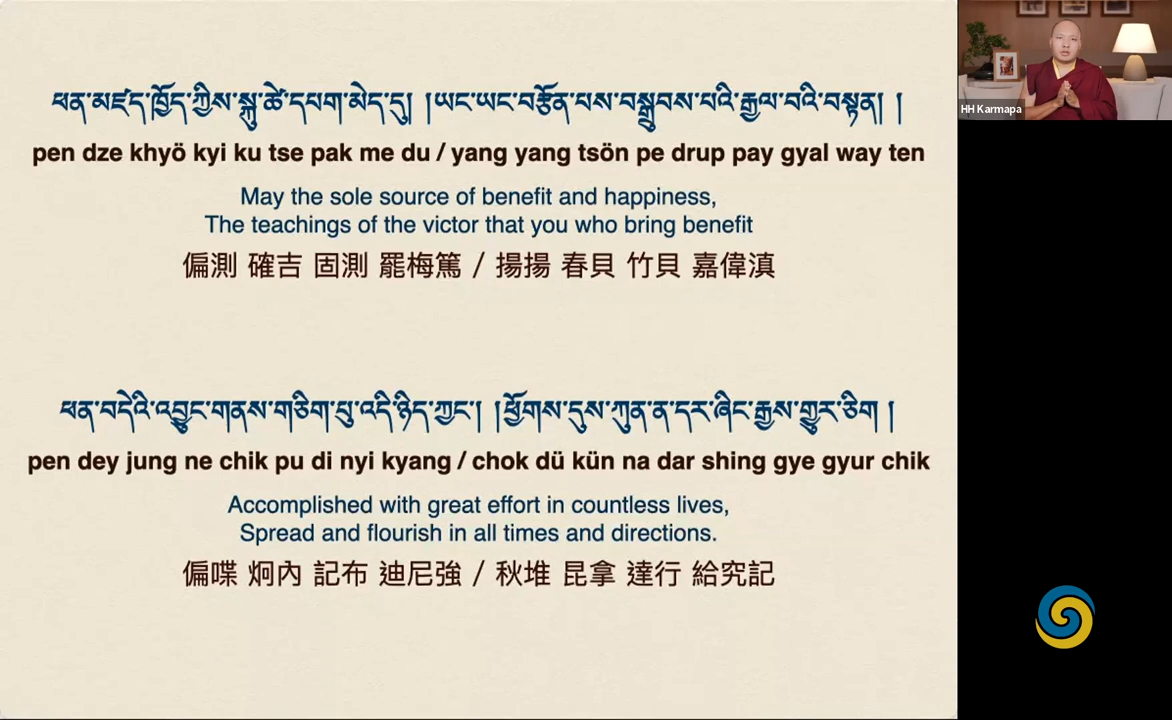 ཕན་མཛད་ཁྱོད་ཀྱིས་སྐུ་ཚེ་དཔག་མེད་དུ། །ཡང་ཡང་བརྩོན་པས་བསྒྲུབས་པའི་རྒྱལ་བའི་བསྟན། །
pen dze khyö kyi ku tse pak me du / yang yang tsön pe drup pay gyal way ten
May the sole source of benefit and happiness,
The teachings of the victor that you who bring benefit
偏測 確吉 固測 罷梅篤 / 揚揚 春貝 竹貝 嘉偉滇
ཕན་བདེའི་འབྱུང་གནས་གཅིག་པུ་འདི་ཉིད་ཀྱང་། །ཕྱོགས་དུས་ཀུན་ན་དར་ཞིང་རྒྱས་གྱུར་ཅིག །
pen dey jung ne chik pu di nyi kyang / chok dü kün na dar shing gye gyur chik
Accomplished with great effort in countless lives,
Spread and flourish in all times and directions.
偏喋 炯內 記布 迪尼強 / 秋堆 昆拿 達行 給究記
HH Karmapa